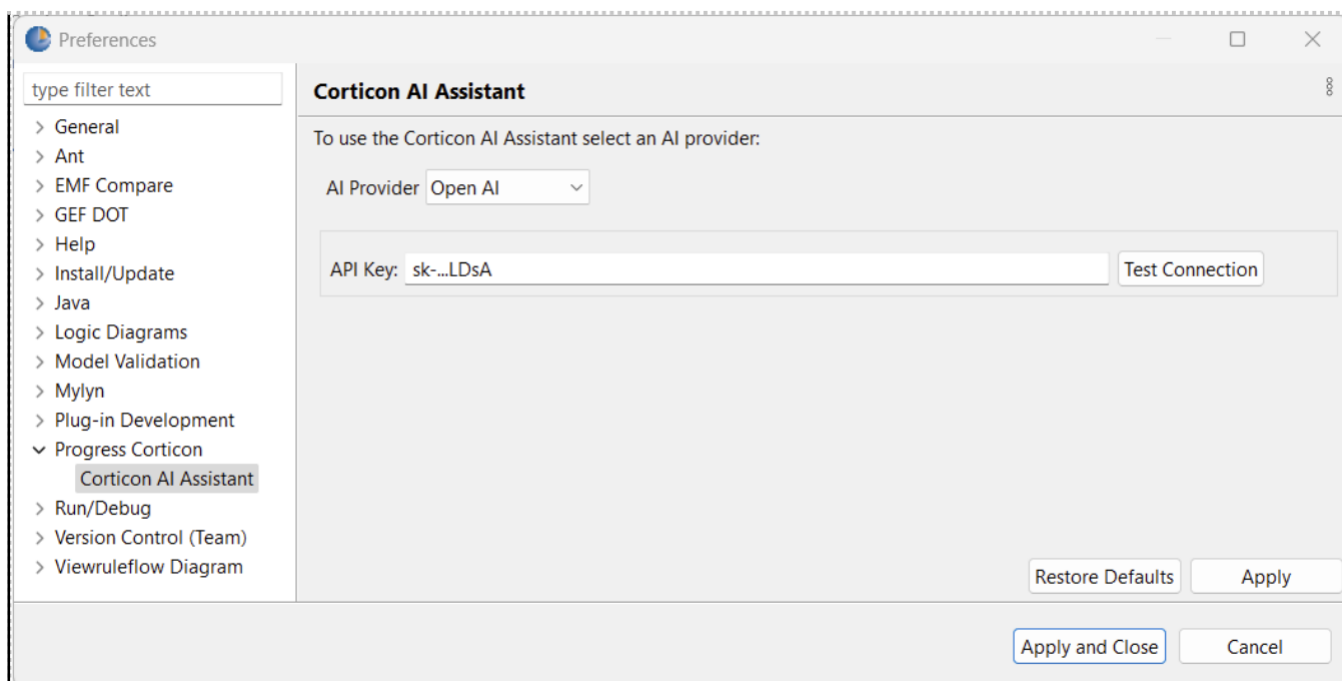 Preferences
type filter text
General
Ant
EMF Compare
GEF DOT
Help
Install/Update
Java
Logic Diagrams
Model Validation
Mylyn
Plug-in Development
Progress Corticon
Corticon AI Assistant
Run/Debug
Version Control (Team)
Viewruleflow Diagram
Corticon AI Assistant
To use the Corticon AI Assistant select an AI provider:
AI Provider Open AI
API Key: sk-...LDsA Test Connection
Restore Defaults Apply
Apply and Close Cancel